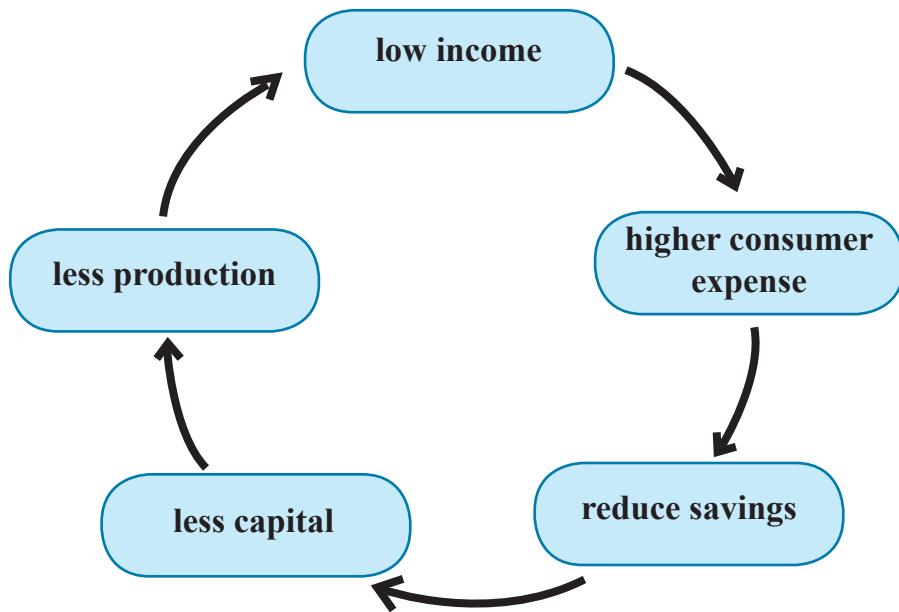 low income
higher consumer
expense
reduce savings
less capital
less production